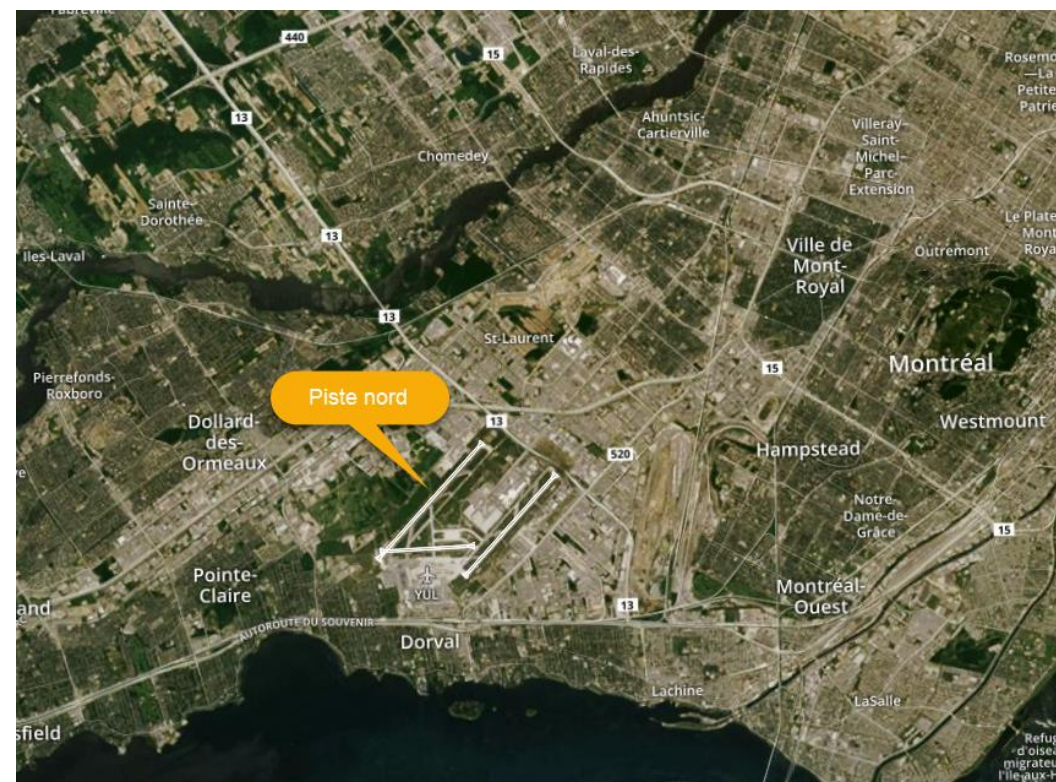 440
15
Laval-des-
Rapides
Rosemo
—La
Petite
Patrie
13
Ahuntsic-
Cartierville
Villeray-
Saint-
Michel-
Parc-
Extension
Chomedey
Sainte-
Dorothée
Le Plate
Mont
Roya
13
Iles-Laval
Ville de
Mont-
Royal
Outremont
13
St-Laurent
15
Montréal
Pierrefonds-
Roxboro
Piste nord
Dollard-
des-
Ormeaux
13
Westmount
520
Hampstead
Notre-
Dame-de-
Grâce
15
Pointe-
Claire
YUL
Montréal-
Ouest
and
13
AUTOROUTE DU SOUVENIR
Dorval
Lachine
LaSalle
sfield
Refug
d'oisea
migrateu
l'île-aux-